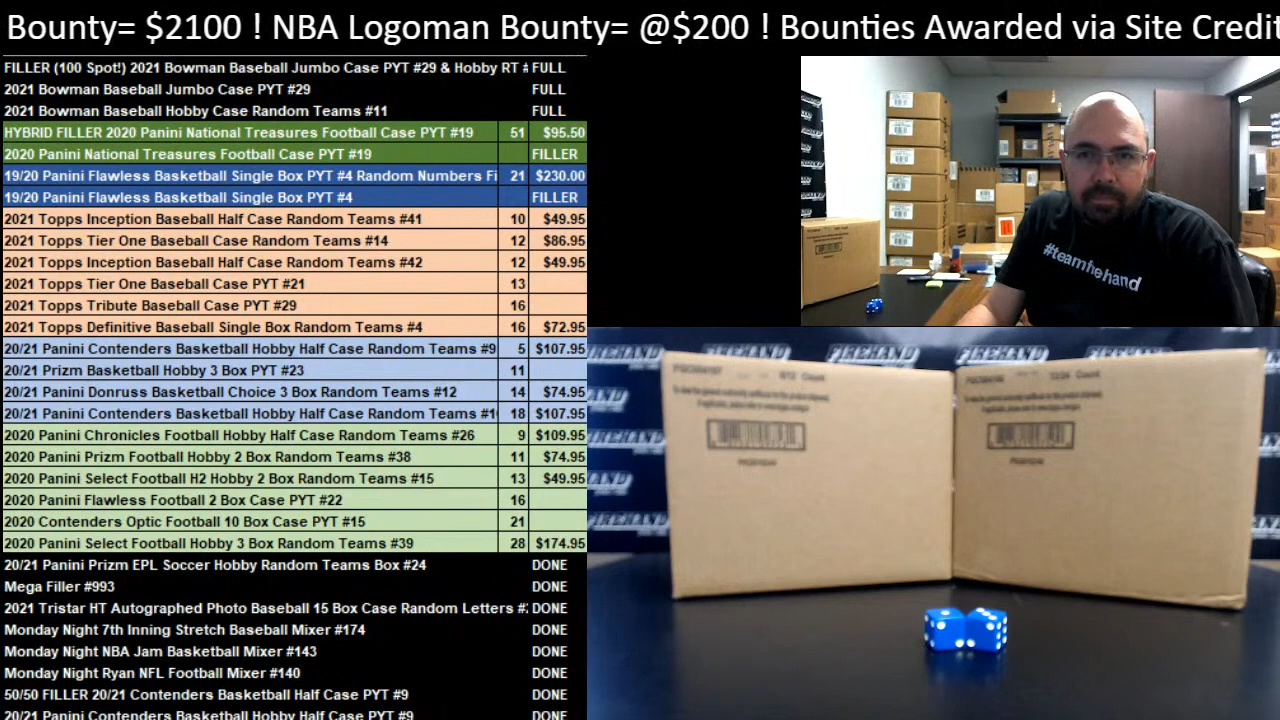 Bounty= $2100 ! NBA Logoman Bounty= @$200 ! Bounties Awarded via Site Credit
FILLER (100 Spot!) 2021 Bowman Baseball Jumbo Case PYT #29 & Hobby RT # FULL
2021 Bowman Baseball Jumbo Case PYT #29 FULL
2021 Bowman Baseball Hobby Case Random Teams #11 FULL
HYBRID FILLER 2020 Panini National Treasures Football Case PYT #19 51 $95.50
2020 Panini National Treasures Football Case PYT #19 FILLER
19/20 Panini Flawless Basketball Single Box PYT #4 Random Numbers Fi 21 $230.00
19/20 Panini Flawless Basketball Single Box PYT #4 FILLER
2021 Topps Inception Baseball Half Case Random Teams #41 10 $49.95
2021 Topps Tier One Baseball Case Random Teams #14 12 $86.95
2021 Topps Inception Baseball Half Case Random Teams #42 12 $49.95
2021 Topps Tier One Baseball Case PYT #21 13
2021 Topps Tribute Baseball Case PYT #29 16
2021 Topps Definitive Baseball Single Box Random Teams #4 16 $72.95
20/21 Panini Contenders Basketball Hobby Half Case Random Teams #9 5 $107.95
20/21 Prizm Basketball Hobby 3 Box PYT #23 11
20/21 Panini Donruss Basketball Choice 3 Box Random Teams #12 14 $74.95
20/21 Panini Contenders Basketball Hobby Half Case Random Teams #1 18 $107.95
2020 Panini Chronicles Football Hobby Half Case Random Teams #26 9 $109.95
2020 Panini Prizm Football Hobby 2 Box Random Teams #38 11 $74.95
2020 Panini Select Football H2 Hobby 2 Box Random Teams #15 13 $49.95
2020 Panini Flawless Football 2 Box Case PYT #22 16
2020 Contenders Optic Football 10 Box Case PYT #15 21
2020 Panini Select Football Hobby 3 Box Random Teams #39 28 $174.95
20/21 Panini Prizm EPL Soccer Hobby Random Teams Box #24 DONE
Mega Filler #993 DONE
2021 Tristar HT Autographed Photo Baseball 15 Box Case Random Letters #2 DONE
Monday Night 7th Inning Stretch Baseball Mixer #174 DONE
Monday Night NBA Jam Basketball Mixer #143 DONE
Monday Night Ryan NFL Football Mixer #140 DONE
50/50 FILLER 20/21 Contenders Basketball Half Case PYT #9 DONE
20/21 Panini Contenders Basketball Hobby Half Case PYT #9 DONE
#teamfirehand
FIREHAND FIREHAND FIREHAND FIREHAND